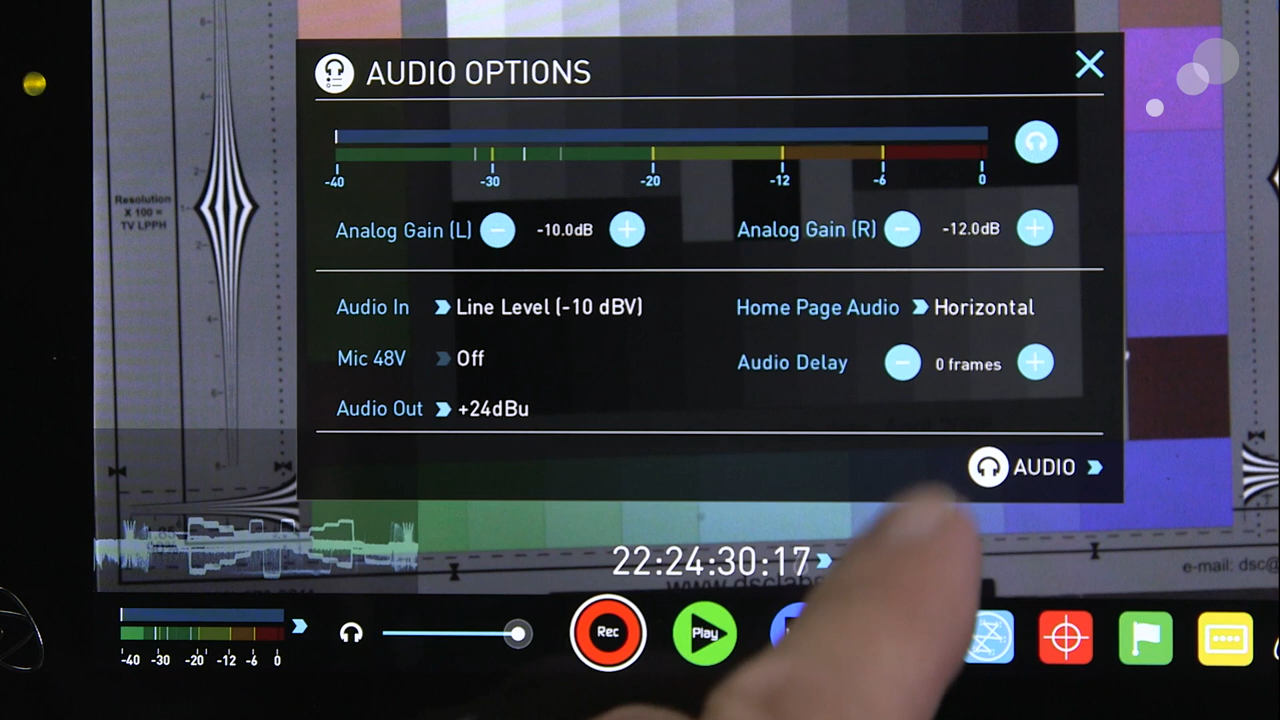 AUDIO OPTIONS
-40 -30 -20 -12 -6 0
Analog Gain (L) - -10.0dB + Analog Gain (R) - -12.0dB +
Audio In Line Level (-10 dBV) Home Page Audio Horizontal
Mic 48V Off Audio Delay - 0 frames +
Audio Out +24dBu
AUDIO
Resolution
X 100 =
TV LPPH
22:24:30:17
www.dsclabs
e-mail: dsc@
Rec Play
-40 -30 -20 -12 -6 0